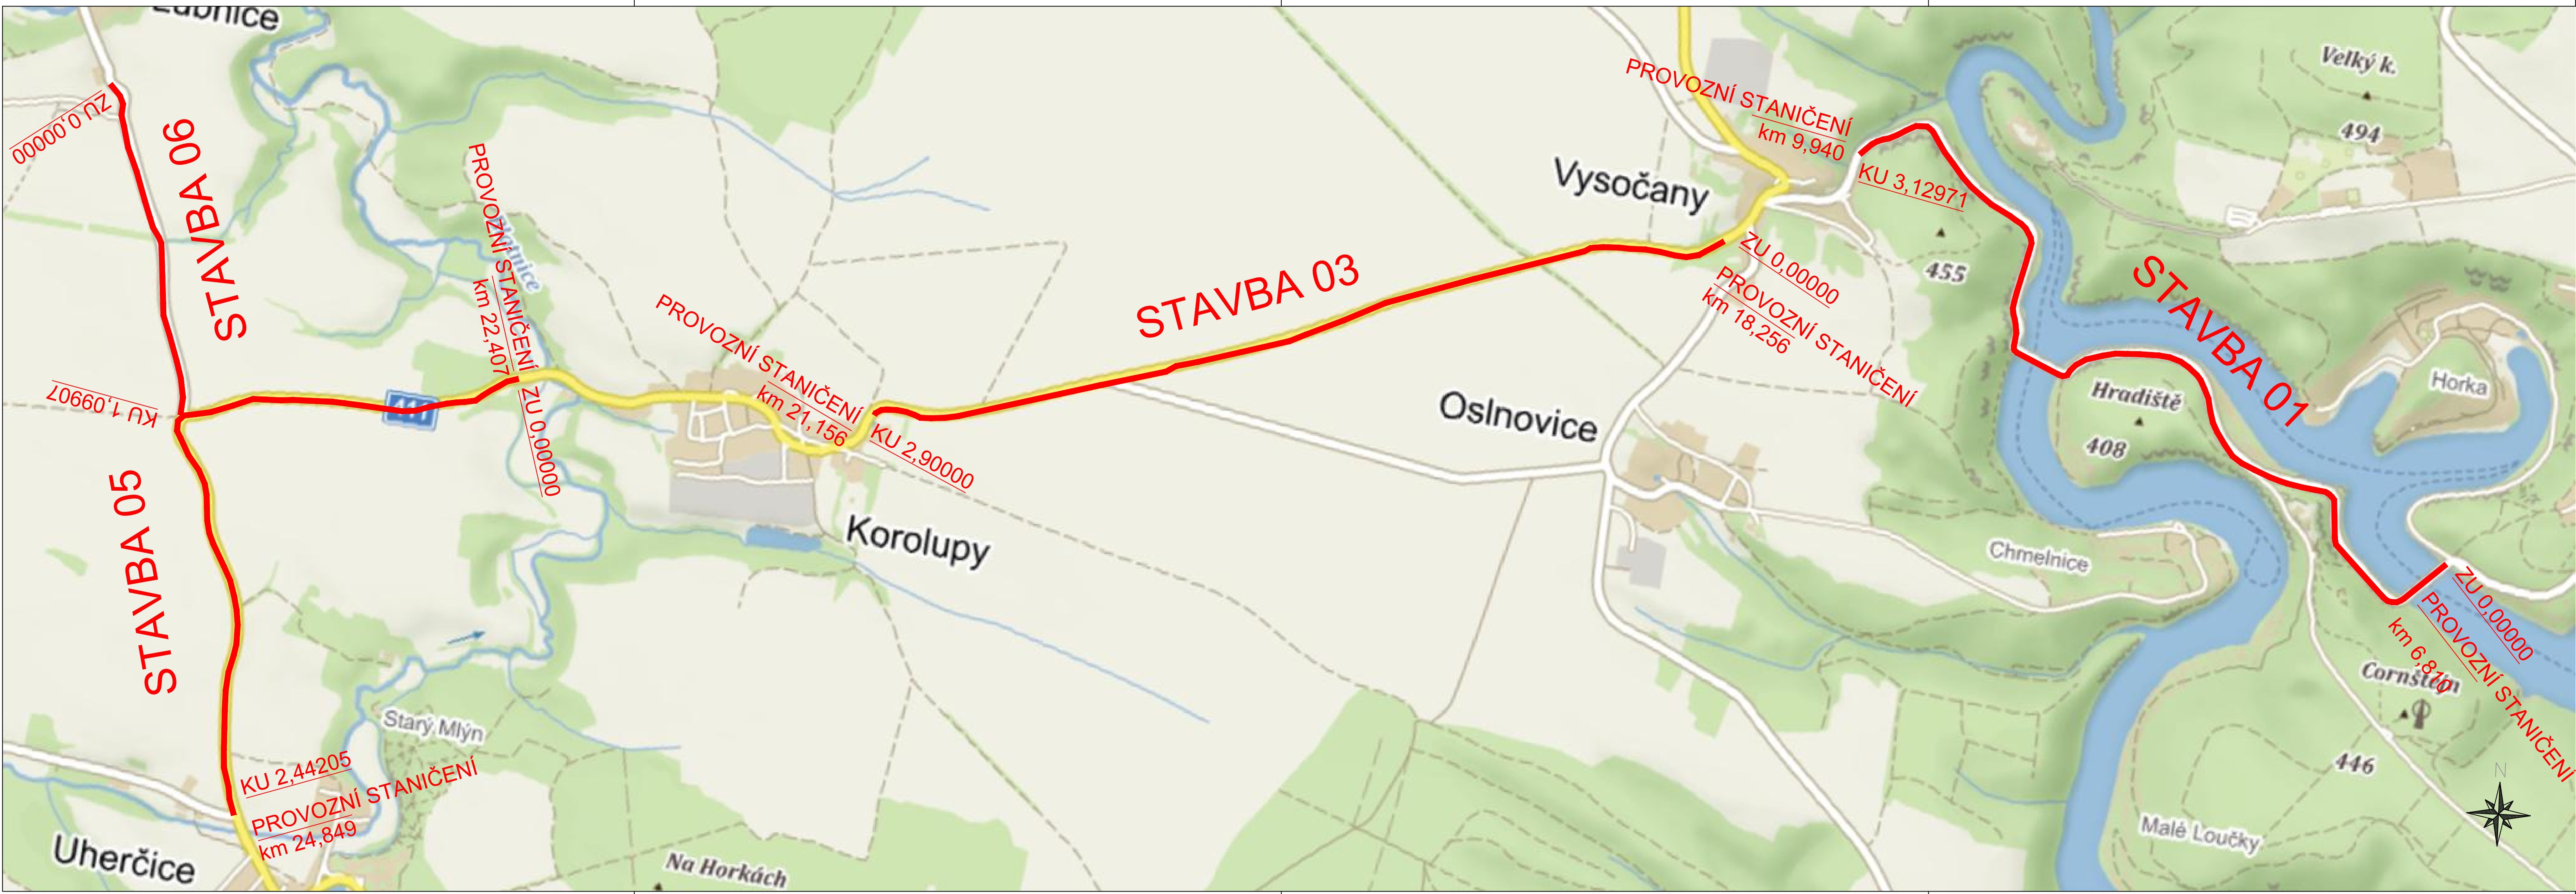 ZU 0,00000
STAVBA 06
PROVOZNÍ STANIČENÍ
km 22,407
ZU 0,00000
KU 1,09907
441
STAVBA 05
KU 2,44205
PROVOZNÍ STANIČENÍ
km 24,849
Uherčice
Starý Mlýn
Na Horkách
PROVOZNÍ STANIČENÍ
km 21,156
KU 2,90000
Korolupy
STAVBA 03
Vysočany
PROVOZNÍ STANIČENÍ
km 9,940
KU 3,12971
ZU 0,00000
PROVOZNÍ STANIČENÍ
km 18,256
Oslnovice
455
Velký k.
494
STAVBA 01
Hradiště
408
Horka
Chmelnice
ZU 0,00000
PROVOZNÍ STANIČENÍ
km 6,810
Cornštejn
446
Malé Loučky
N